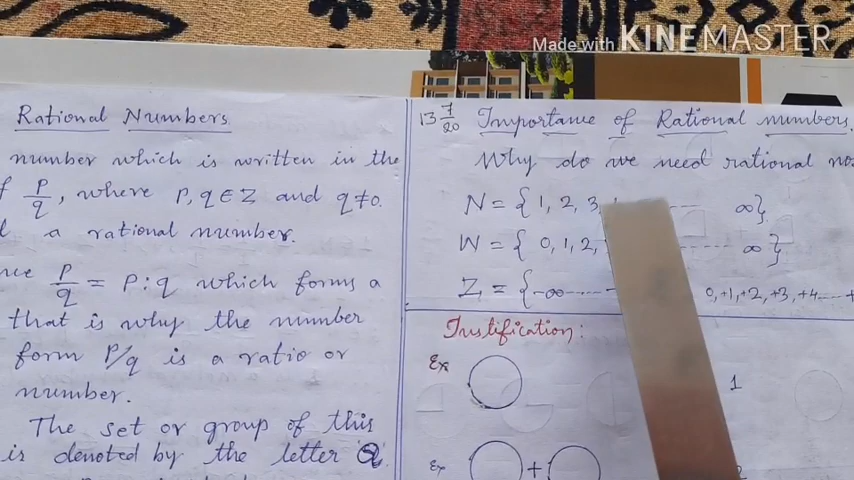 Made with KINEMASTER
Rational Numbers
number which is written in the
f P/q, where P, q ∈ Z and q ≠ 0.
a rational number.
P/q = P : q which forms a
that is why the number
form P/q is a ratio or
number.
The set or group of this
is denoted by the letter Q
13 7/20 Importance of Rational numbers.
Why do we need rational no
N = { 1, 2, 3, ∞}
W = { 0, 1, 2, ∞}
Z = {-∞ 0, +1, +2, +3, +4.....+
Justification:
Ex
1
Ex
+